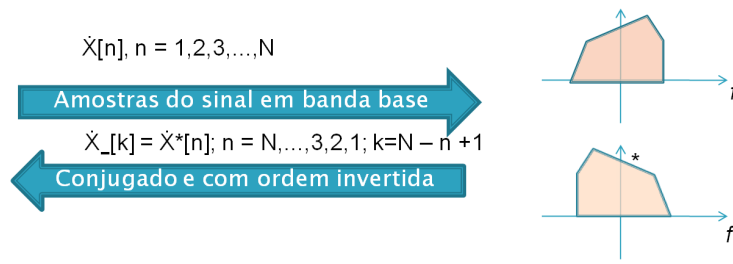 Ẋ[n], n = 1,2,3,...,N
Amostras do sinal em banda base
Ẋ_[k] = Ẋ*[n]; n = N,...,3,2,1; k=N – n +1
Conjugado e com ordem invertida
f
*
f